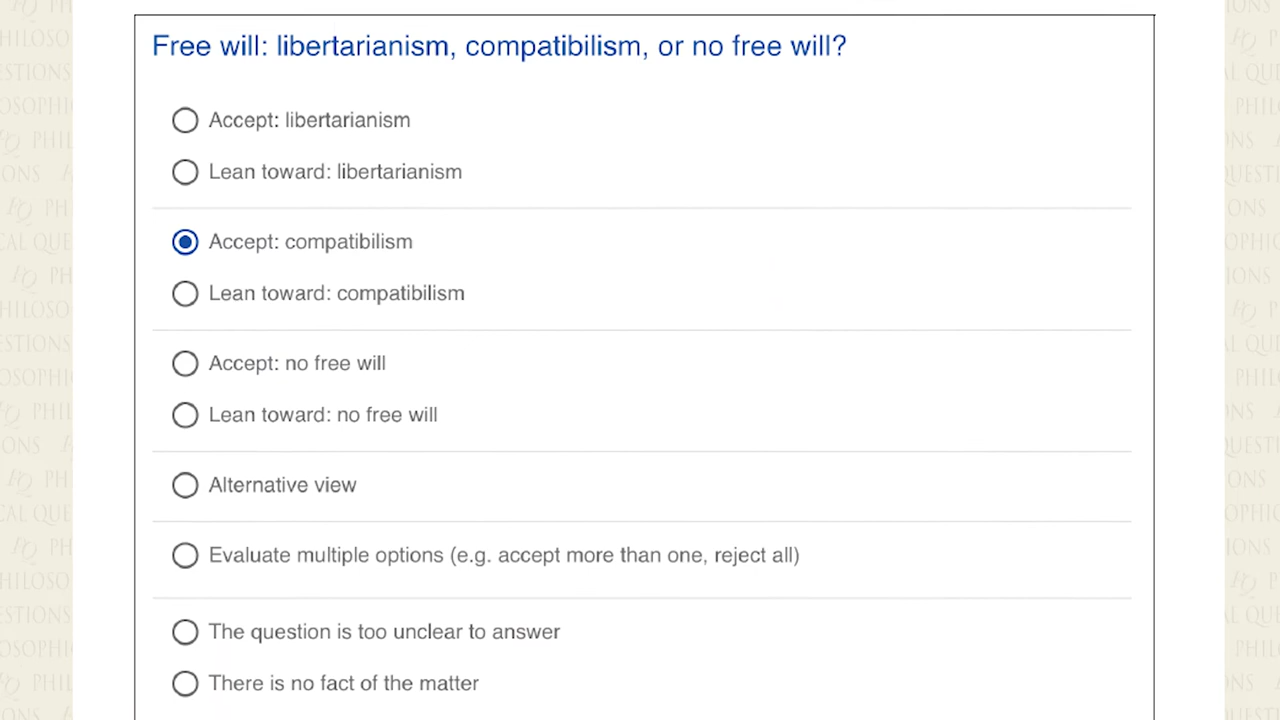 Free will: libertarianism, compatibilism, or no free will?
Accept: libertarianism
Lean toward: libertarianism
Accept: compatibilism
Lean toward: compatibilism
Accept: no free will
Lean toward: no free will
Alternative view
Evaluate multiple options (e.g. accept more than one, reject all)
The question is too unclear to answer
There is no fact of the matter